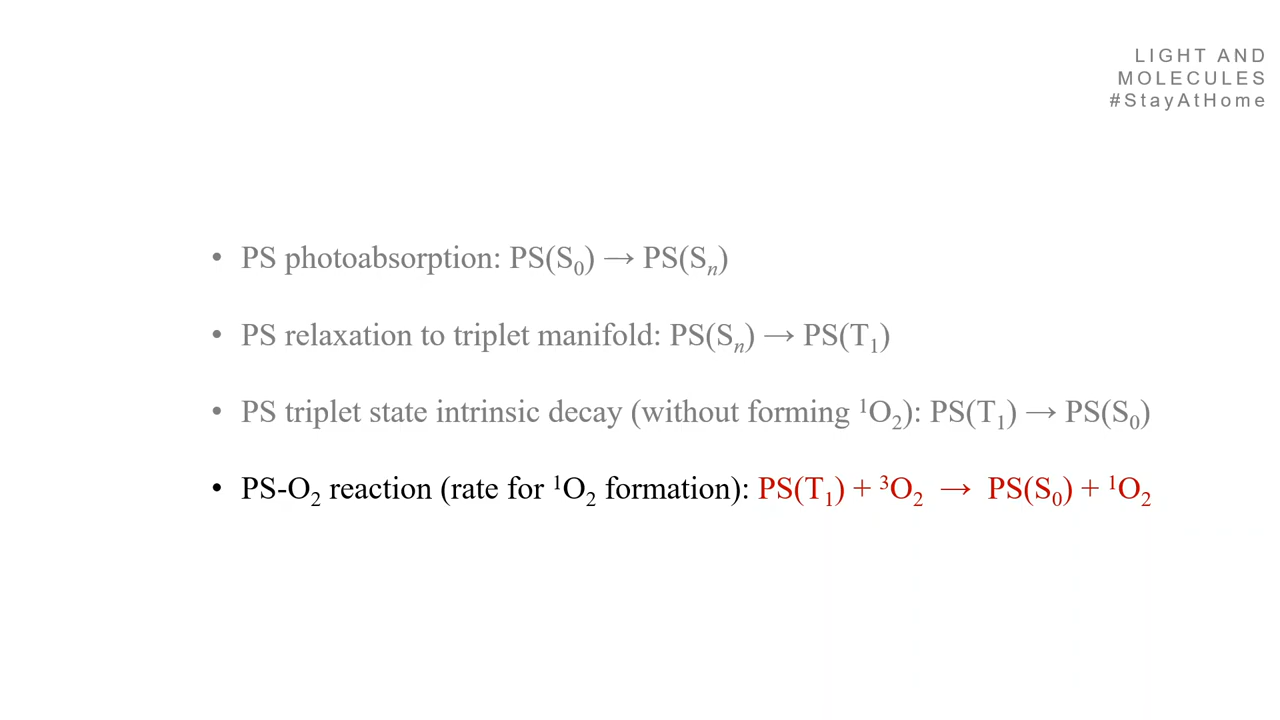 LIGHT AND
MOLECULES
#StayAtHome
• PS photoabsorption: PS(S₀) → PS(Sₙ)
• PS relaxation to triplet manifold: PS(Sₙ) → PS(T₁)
• PS triplet state intrinsic decay (without forming ¹O₂): PS(T₁) → PS(S₀)
• PS-O₂ reaction (rate for ¹O₂ formation): PS(T₁) + ³O₂ → PS(S₀) + ¹O₂